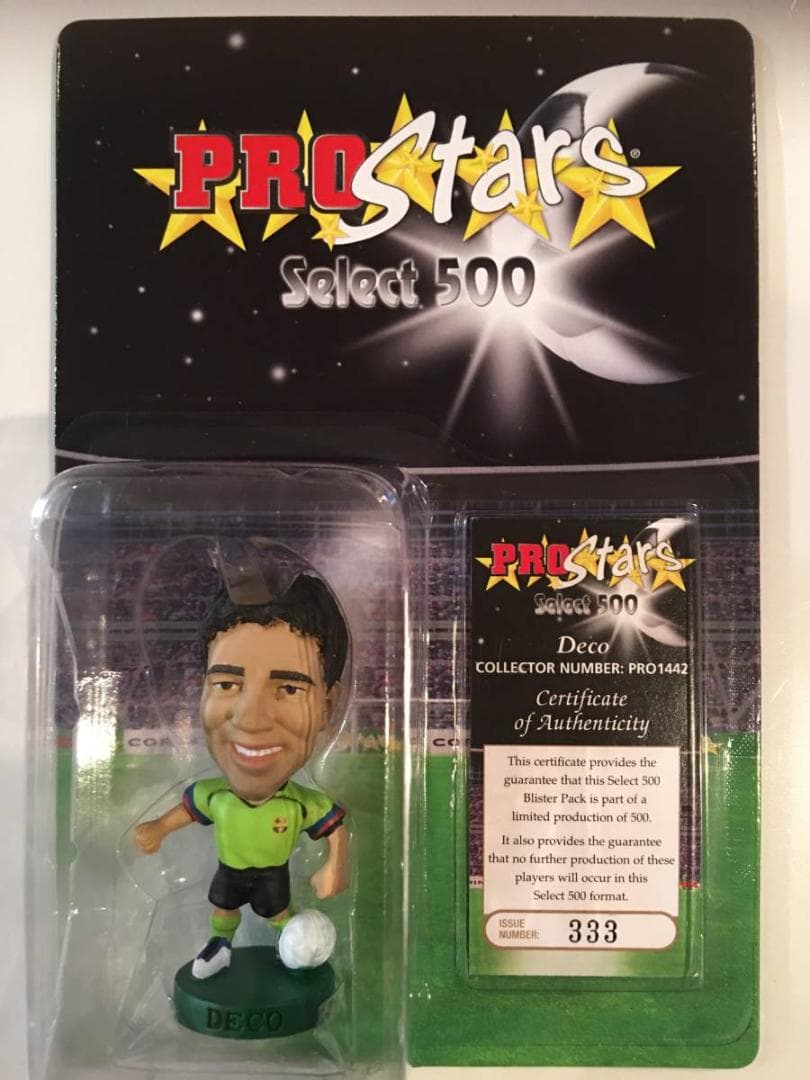 PROStars®
Select 500
PROStars
Select 500
Deco
COLLECTOR NUMBER: PRO1442
Certificate
of Authenticity
This certificate provides the
guarantee that this Select 500
Blister Pack is part of a
limited production of 500.
It also provides the guarantee
that no further production of these
players will occur in this
Select 500 format.
ISSUE
NUMBER: 333
DECO